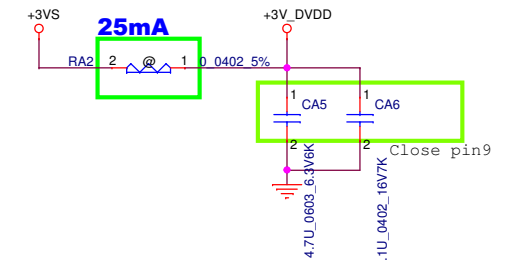 +3VS
25mA
+3V_DVDD
RA2
2
@
1
0_0402_5%
1
CA5
1
CA6
2
2
Close pin9
4.7U_0603_6.3V6K
.1U_0402_16V7K